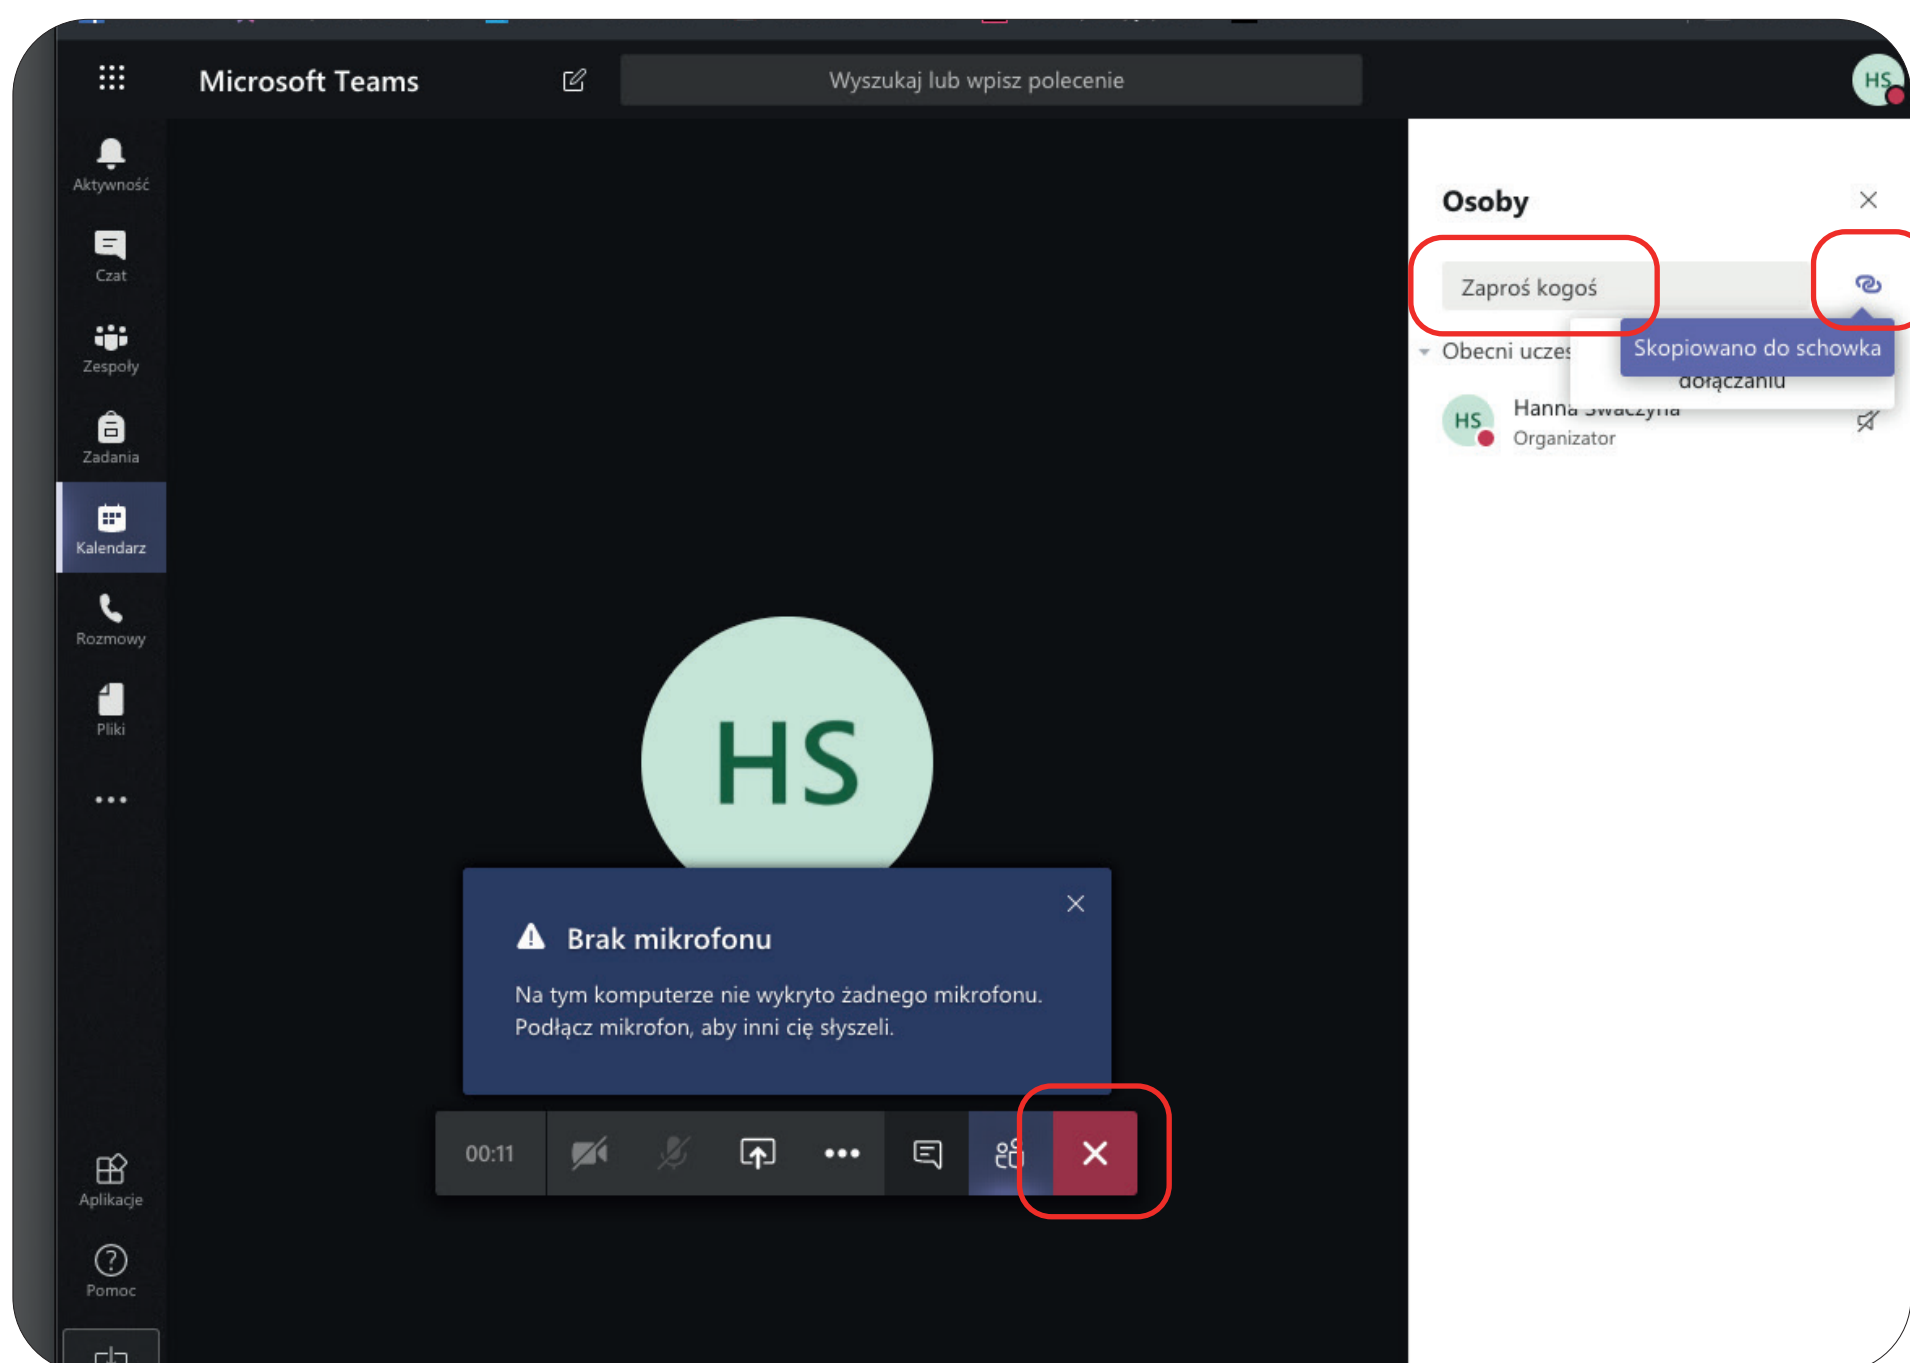 Microsoft Teams
Wyszukaj lub wpisz polecenie
HS
Aktywność
Czat
Zespoły
Zadania
Kalendarz
Rozmowy
Pliki
Aplikacje
Pomoc
Osoby
Zaproś kogoś
Skopiowano do schowka
dołączaniu
Obecni uczes
HS
Hanna Swaczyna
Organizator
HS
Brak mikrofonu
Na tym komputerze nie wykryto żadnego mikrofonu.
Podłącz mikrofon, aby inni cię słyszeli.
00:11